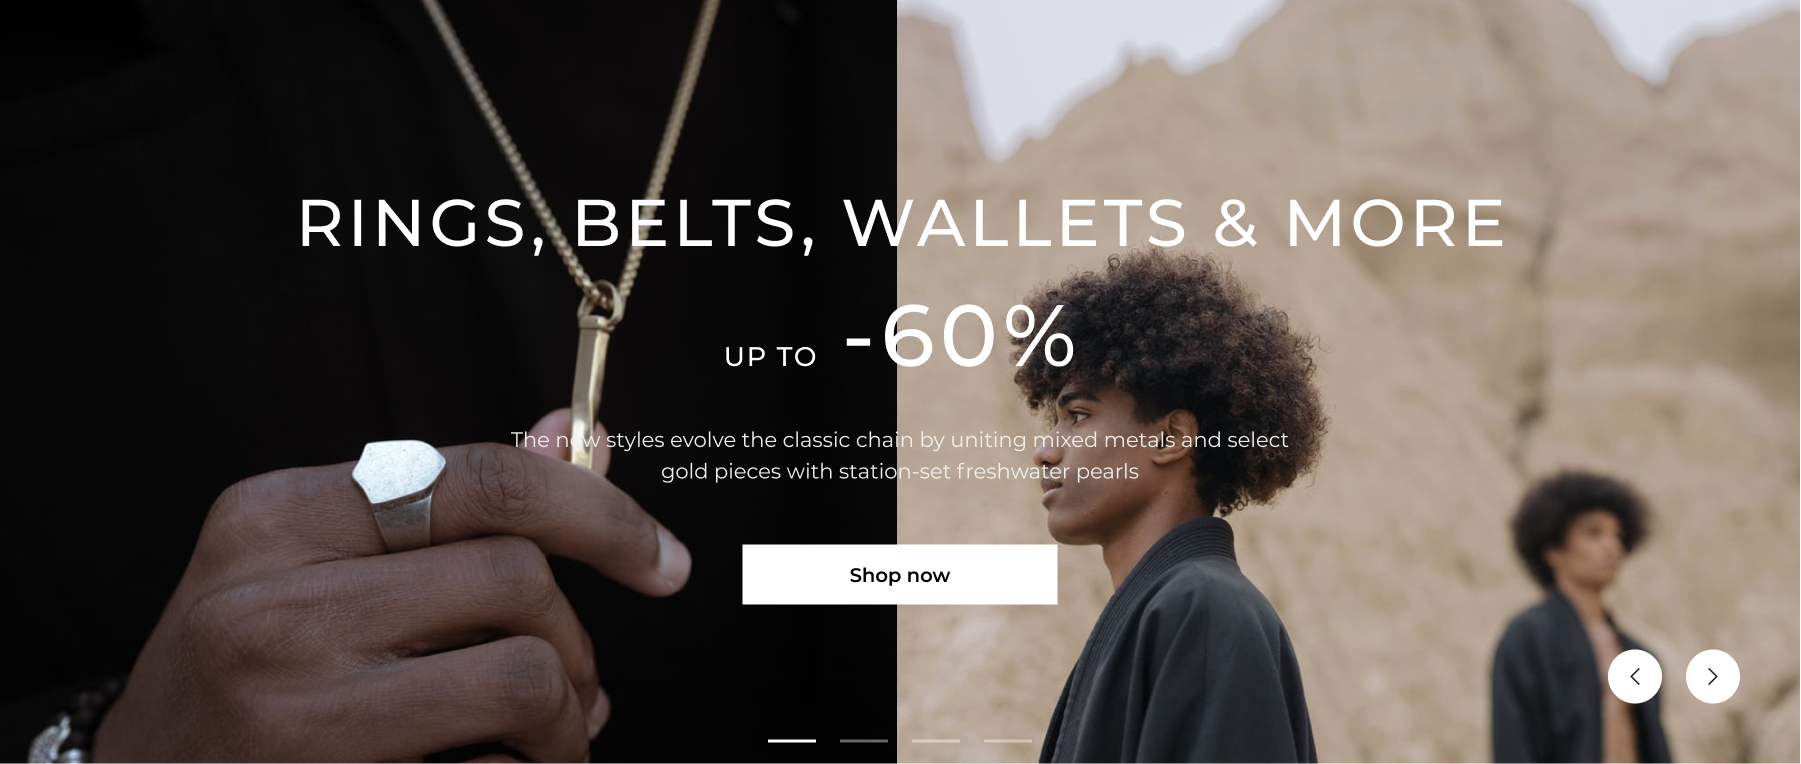 RINGS, BELTS, WALLETS & MORE
UP TO -60%
The new styles evolve the classic chain by uniting mixed metals and select
gold pieces with station-set freshwater pearls
Shop now